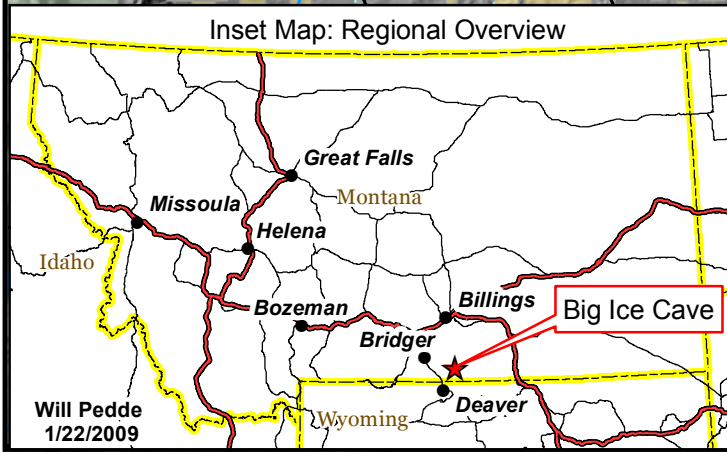 Inset Map: Regional Overview
Great Falls
Montana
Missoula
Helena
Idaho
Billings
Big Ice Cave
Bozeman
Bridger
Deaver
Wyoming
Will Pedde
1/22/2009